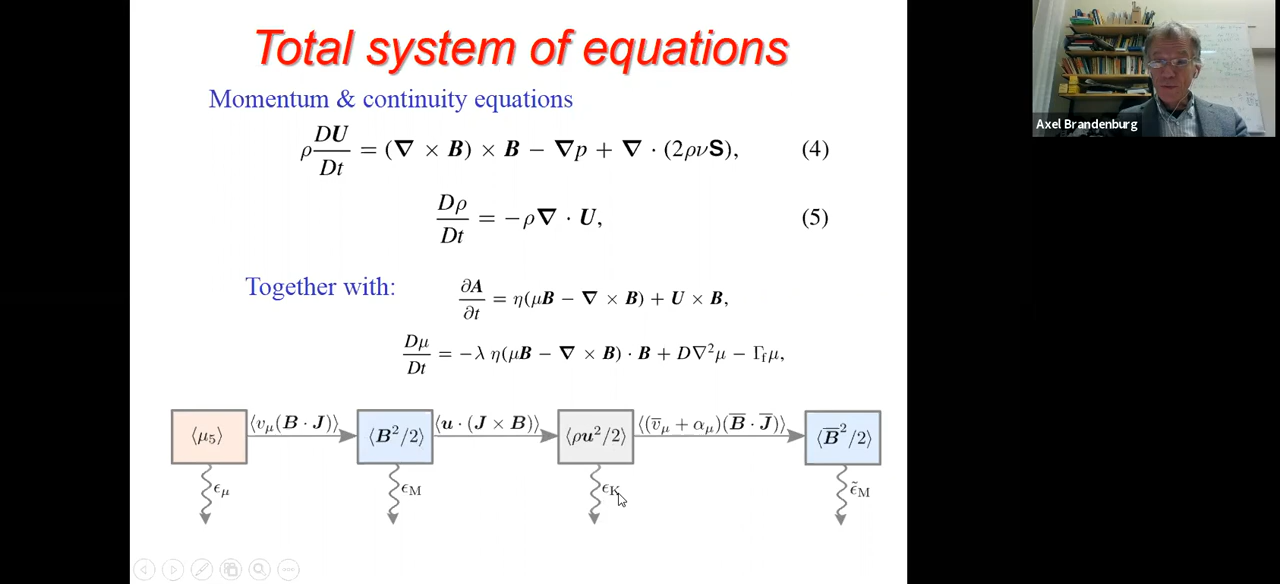 Total system of equations
Axel Brandenburg
Momentum & continuity equations
ρ DU/Dt = (∇ × B) × B − ∇p + ∇ · (2ρνS), (4)
Dρ/Dt = −ρ∇ · U, (5)
Together with:
∂A/∂t = η(μB − ∇ × B) + U × B,
Dμ/Dt = −λ η(μB − ∇ × B) · B + D∇²μ − Γ_f μ,
⟨μ₅⟩ ⟨v_μ(B · J)⟩ ⟨B²/2⟩ ⟨u · (J × B)⟩ ⟨ρu²/2⟩ ⟨(v̅_μ + α_μ)(B̅ · J̅)⟩ ⟨B̅²/2⟩
ϵ_μ ϵ_M ϵ_K ϵ̃_M